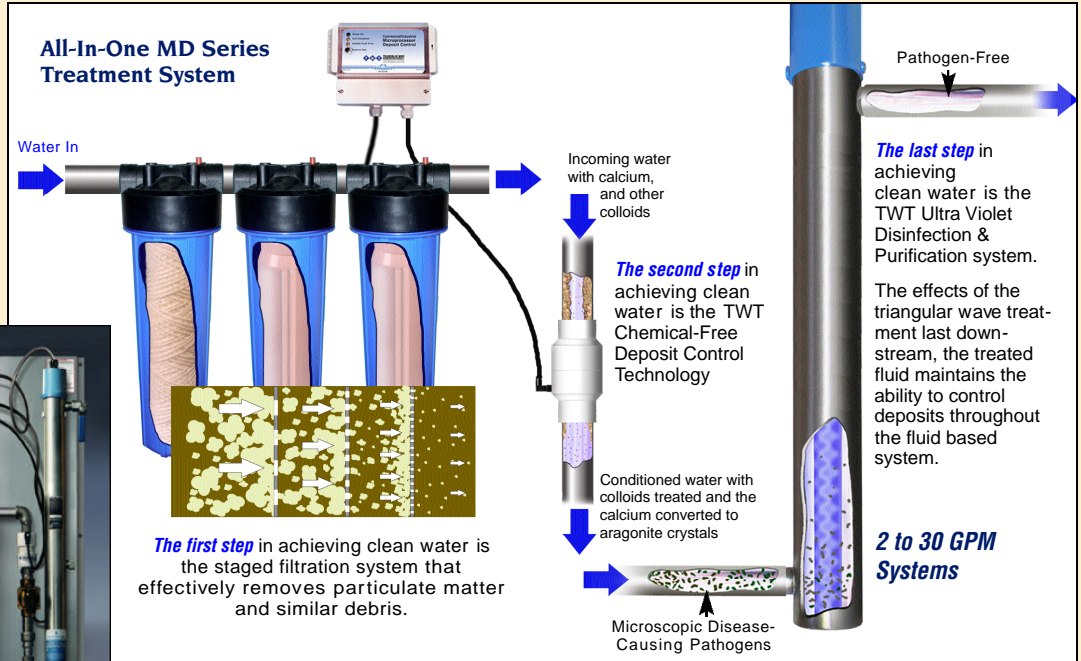 All-In-One MD Series
Treatment System
Water In
Microprocessor
Deposit Control
Incoming water
with calcium,
and other
colloids
The second step in
achieving clean
water is the TWT
Chemical-Free
Deposit Control
Technology
Conditioned water with
colloids treated and the
calcium converted to
aragonite crystals
The first step in achieving clean water is
the staged filtration system that
effectively removes particulate matter
and similar debris.
Microscopic Disease-
Causing Pathogens
Pathogen-Free
The last step in
achieving
clean water is the
TWT Ultra Violet
Disinfection &
Purification system.
The effects of the
triangular wave treat-
ment last down-
stream, the treated
fluid maintains the
ability to control
deposits throughout
the fluid based
system.
2 to 30 GPM
Systems